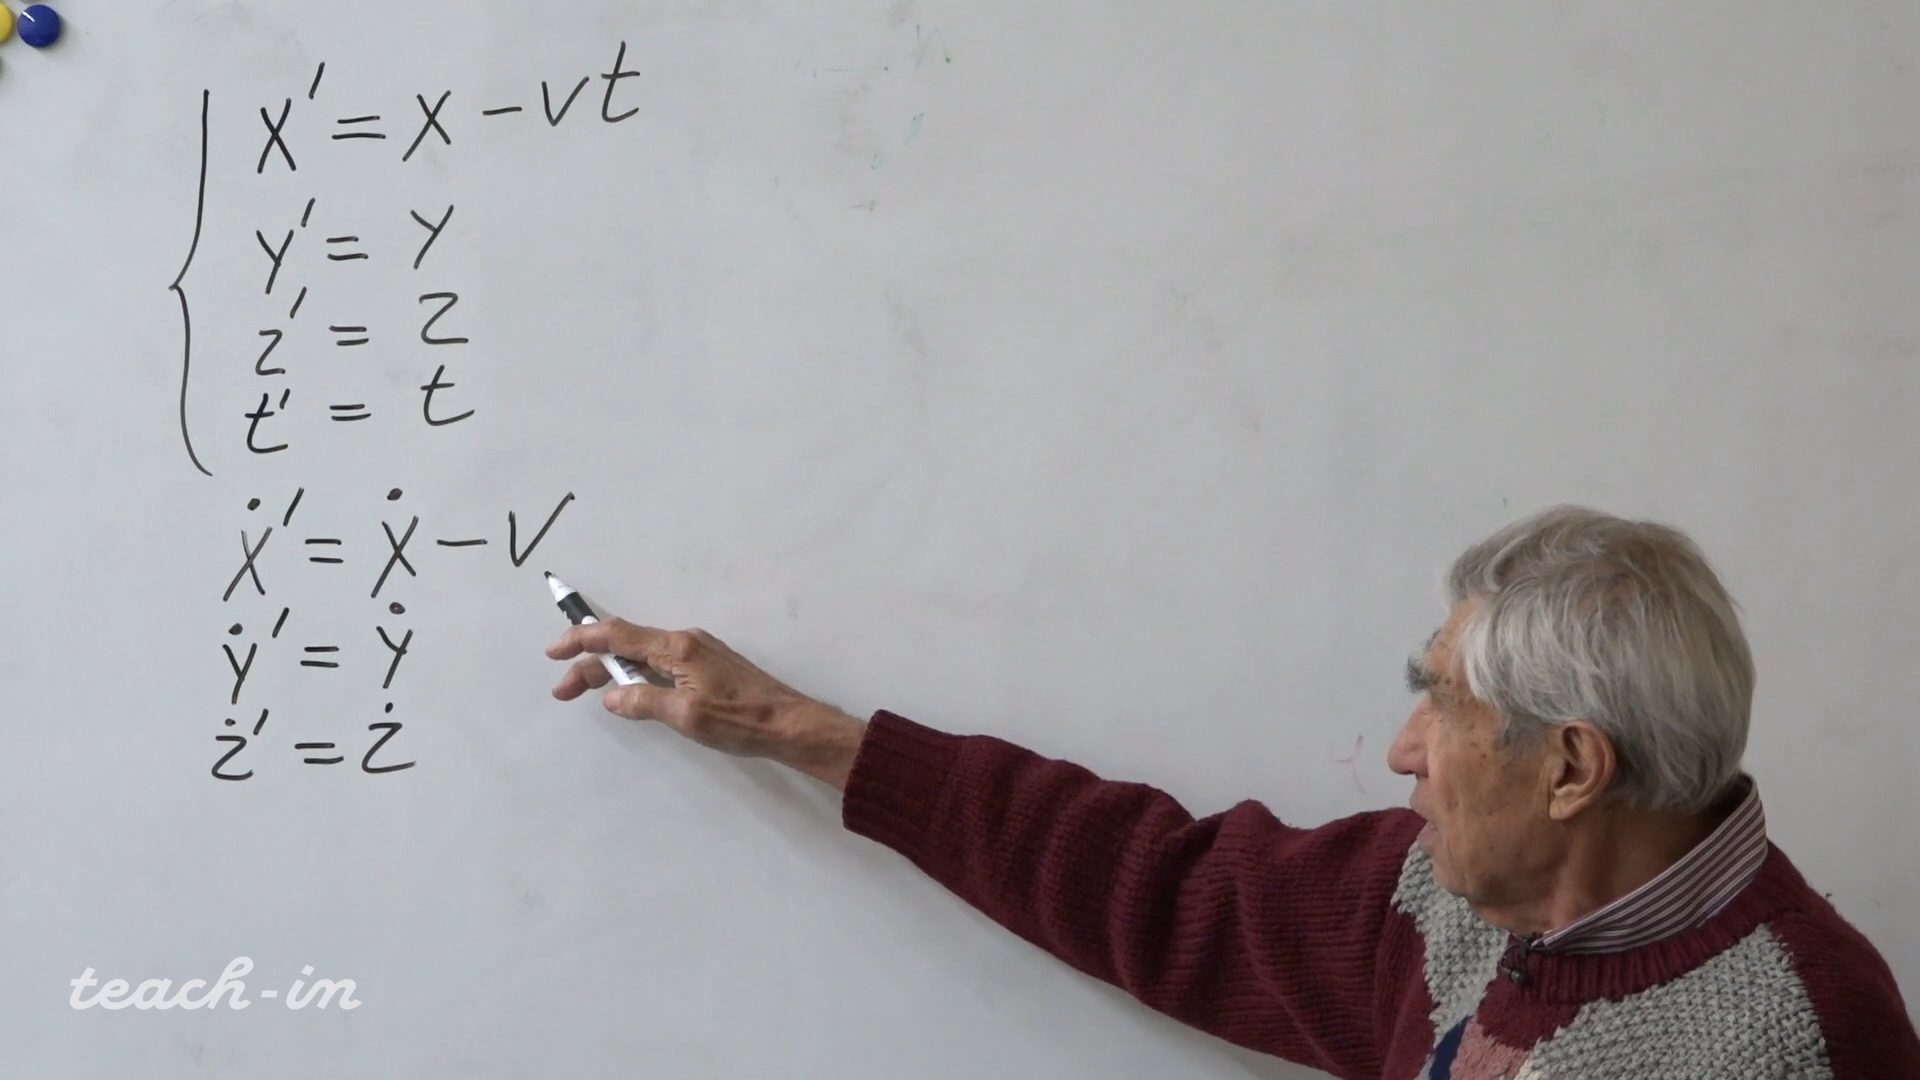 x' = x - vt
y' = y
z' = z
t' = t
ẋ' = ẋ - v
ẏ' = ẏ
ż' = ż
teach-in